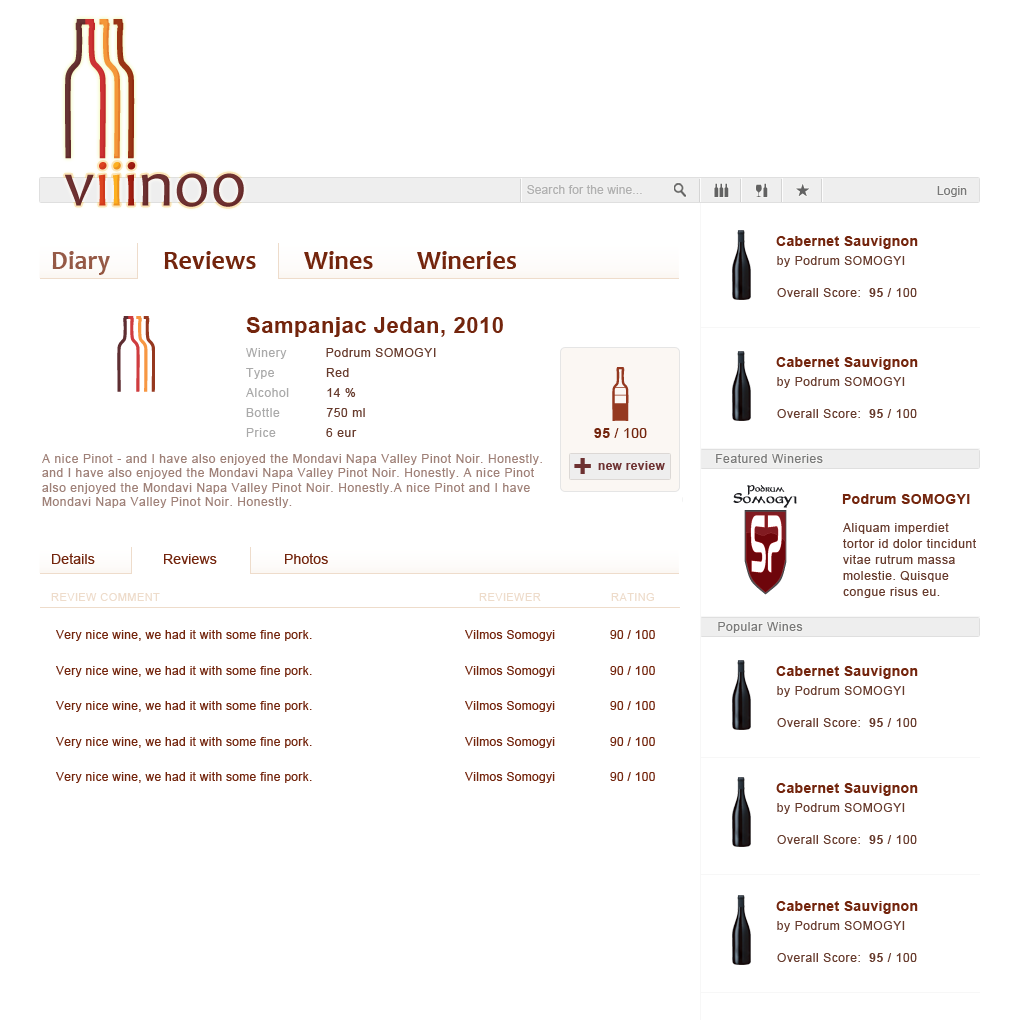 viinoo
Search for the wine...
Login
Diary
Reviews
Wines
Wineries
Sampanjac Jedan, 2010
Winery Podrum SOMOGYI
Type Red
Alcohol 14 %
Bottle 750 ml
Price 6 eur
95 / 100
new review
A nice Pinot - and I have also enjoyed the Mondavi Napa Valley Pinot Noir. Honestly.
and I have also enjoyed the Mondavi Napa Valley Pinot Noir. Honestly. A nice Pinot
also enjoyed the Mondavi Napa Valley Pinot Noir. Honestly.A nice Pinot and I have
Mondavi Napa Valley Pinot Noir. Honestly.
Details
Reviews
Photos
REVIEW COMMENT REVIEWER RATING
Very nice wine, we had it with some fine pork. Vilmos Somogyi 90 / 100
Very nice wine, we had it with some fine pork. Vilmos Somogyi 90 / 100
Very nice wine, we had it with some fine pork. Vilmos Somogyi 90 / 100
Very nice wine, we had it with some fine pork. Vilmos Somogyi 90 / 100
Very nice wine, we had it with some fine pork. Vilmos Somogyi 90 / 100
Cabernet Sauvignon
by Podrum SOMOGYI
Overall Score: 95 / 100
Cabernet Sauvignon
by Podrum SOMOGYI
Overall Score: 95 / 100
Featured Wineries
PODRUM
SOMOGYI
Podrum SOMOGYI
Aliquam imperdiet
tortor id dolor tincidunt
vitae rutrum massa
molestie. Quisque
congue risus eu.
Popular Wines
Cabernet Sauvignon
by Podrum SOMOGYI
Overall Score: 95 / 100
Cabernet Sauvignon
by Podrum SOMOGYI
Overall Score: 95 / 100
Cabernet Sauvignon
by Podrum SOMOGYI
Overall Score: 95 / 100